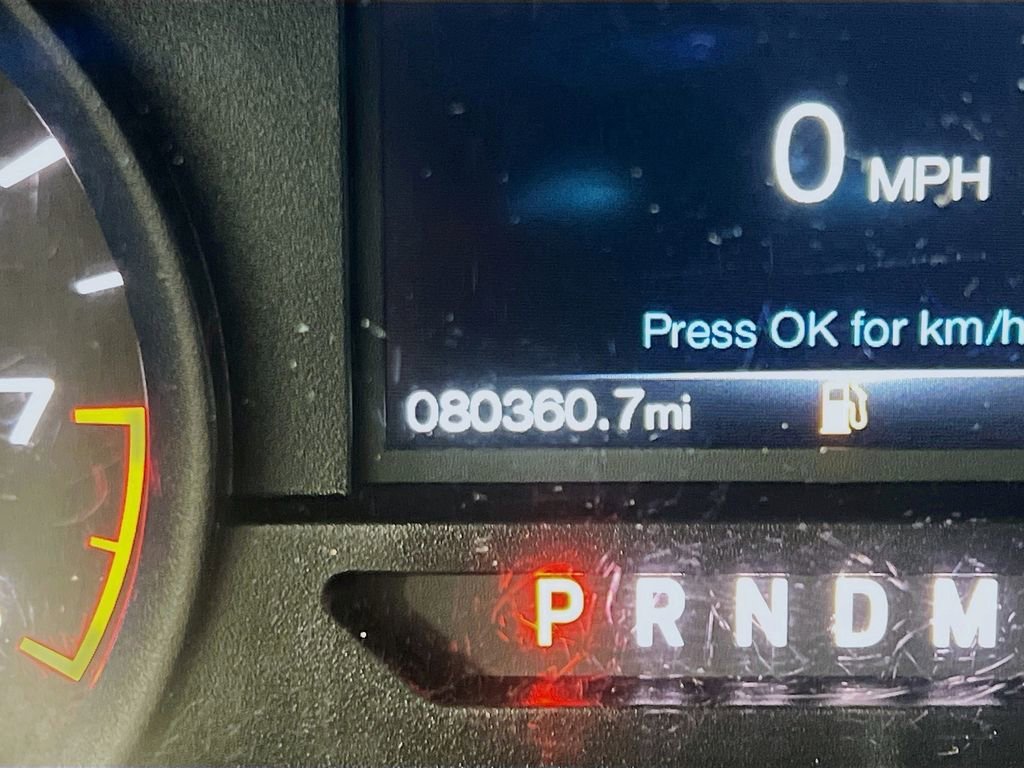 0 MPH
Press OK for km/h
080360.7mi
7
P R N D M